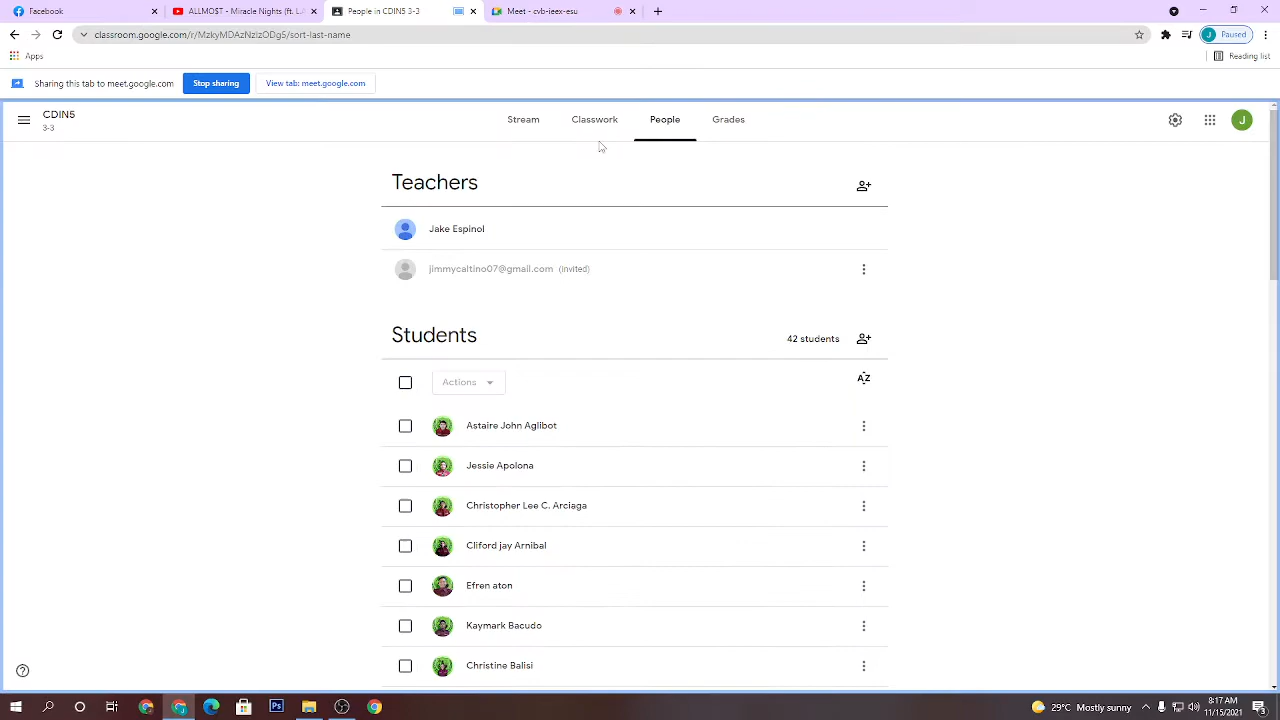 Facebook
ALLMO$T - Miracle Nights (ft. L.A
People in CDIN5 3-3
Meet - cvb-ieex-esu
classroom.google.com/r/MzkyMDAzNzIzODg5/sort-last-name
J Paused
Apps
Reading list
Sharing this tab to meet.google.com
Stop sharing
View tab: meet.google.com
CDIN5
3-3
Stream
Classwork
People
Grades
J
Teachers
Jake Espinol
jimmycaltino07@gmail.com (invited)
Students
42 students
Actions
AZ
Astaire John Aglibot
Jessie Apolona
Christopher Lee C. Arciaga
Cliford jay Arnibal
Efren aton
Kaymark Bacudo
Christine Balisi
Ps
29°C Mostly sunny
8:17 AM
11/15/2021
3